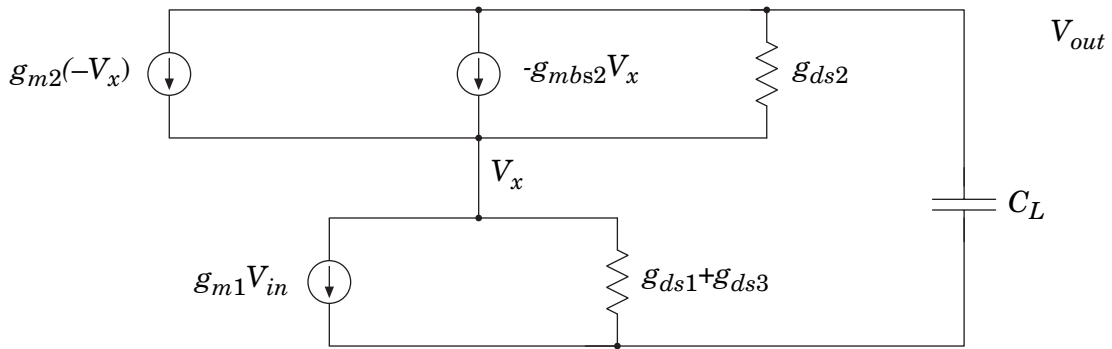 V_out
g_m2(–V_x)
-g_mbs2V_x
g_ds2
V_x
C_L
g_m1V_in
g_ds1+g_ds3